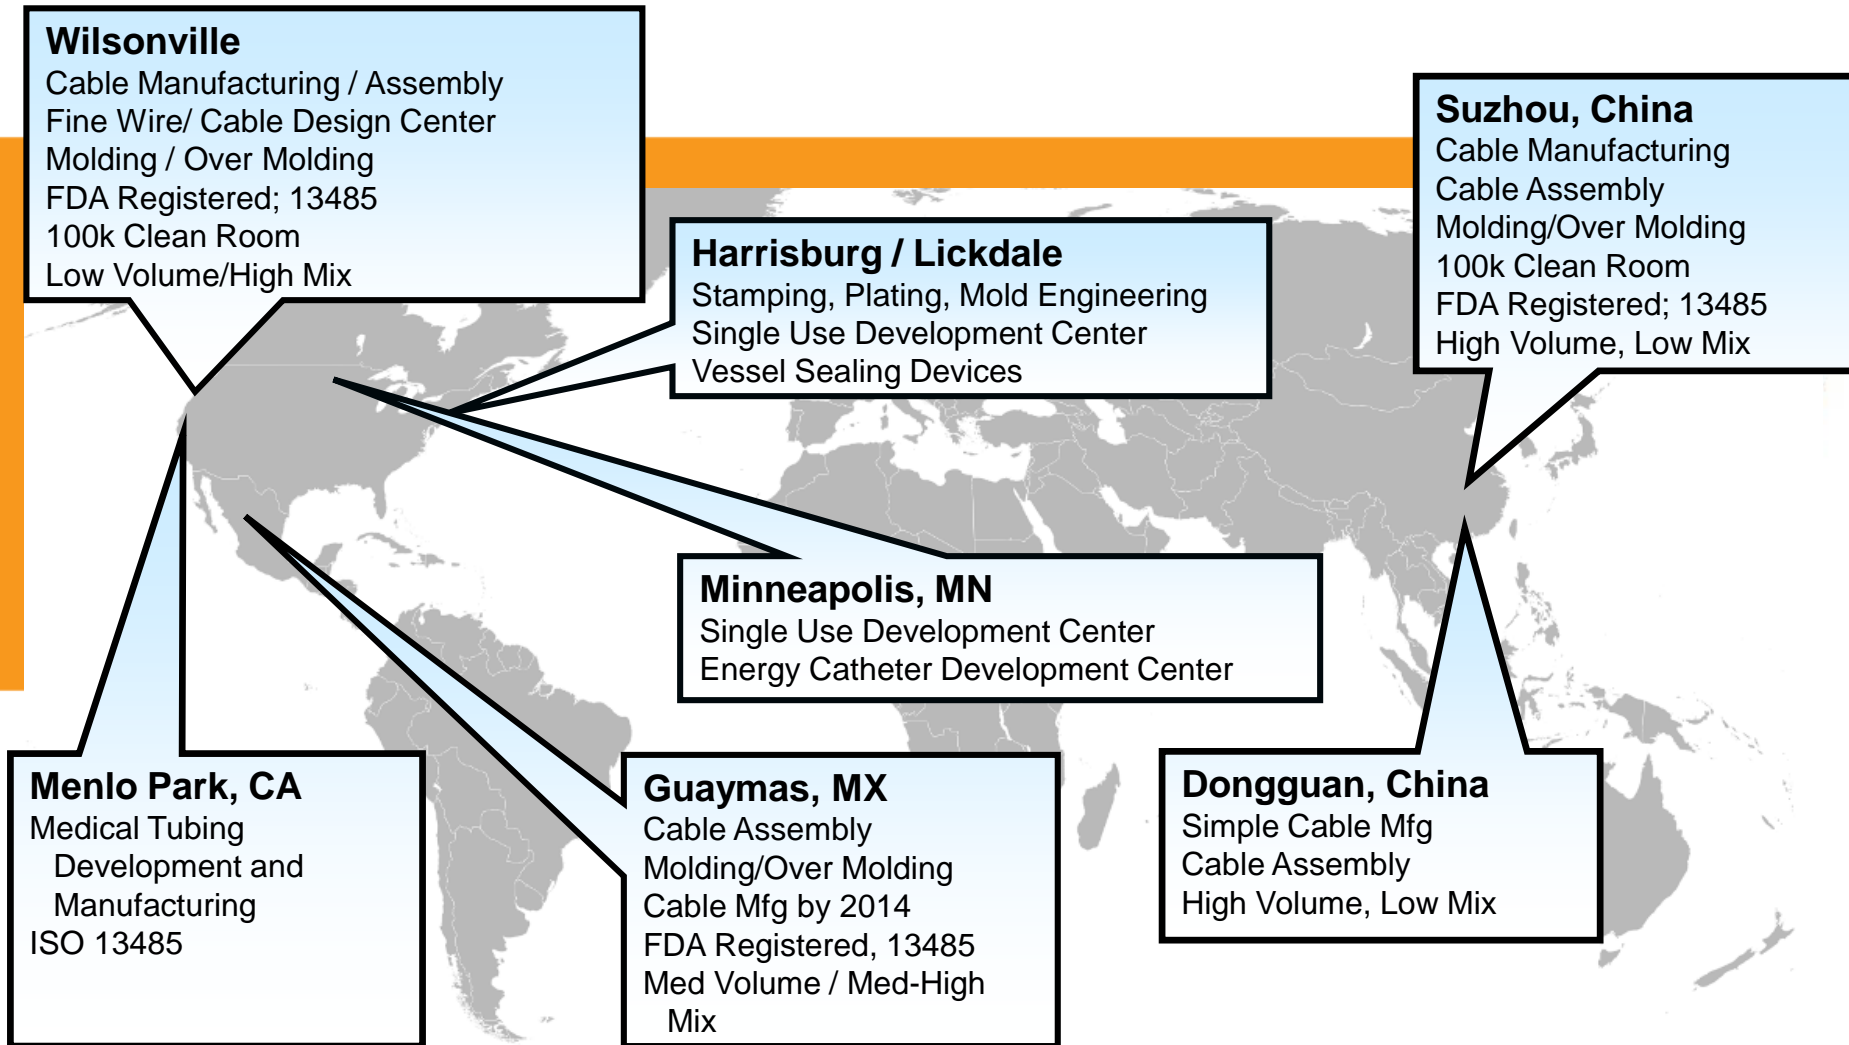 Wilsonville
Cable Manufacturing / Assembly
Fine Wire/ Cable Design Center
Molding / Over Molding
FDA Registered; 13485
100k Clean Room
Low Volume/High Mix
Harrisburg / Lickdale
Stamping, Plating, Mold Engineering
Single Use Development Center
Vessel Sealing Devices
Suzhou, China
Cable Manufacturing
Cable Assembly
Molding/Over Molding
100k Clean Room
FDA Registered; 13485
High Volume, Low Mix
Minneapolis, MN
Single Use Development Center
Energy Catheter Development Center
Menlo Park, CA
Medical Tubing
Development and
Manufacturing
ISO 13485
Guaymas, MX
Cable Assembly
Molding/Over Molding
Cable Mfg by 2014
FDA Registered, 13485
Med Volume / Med-High
Mix
Dongguan, China
Simple Cable Mfg
Cable Assembly
High Volume, Low Mix